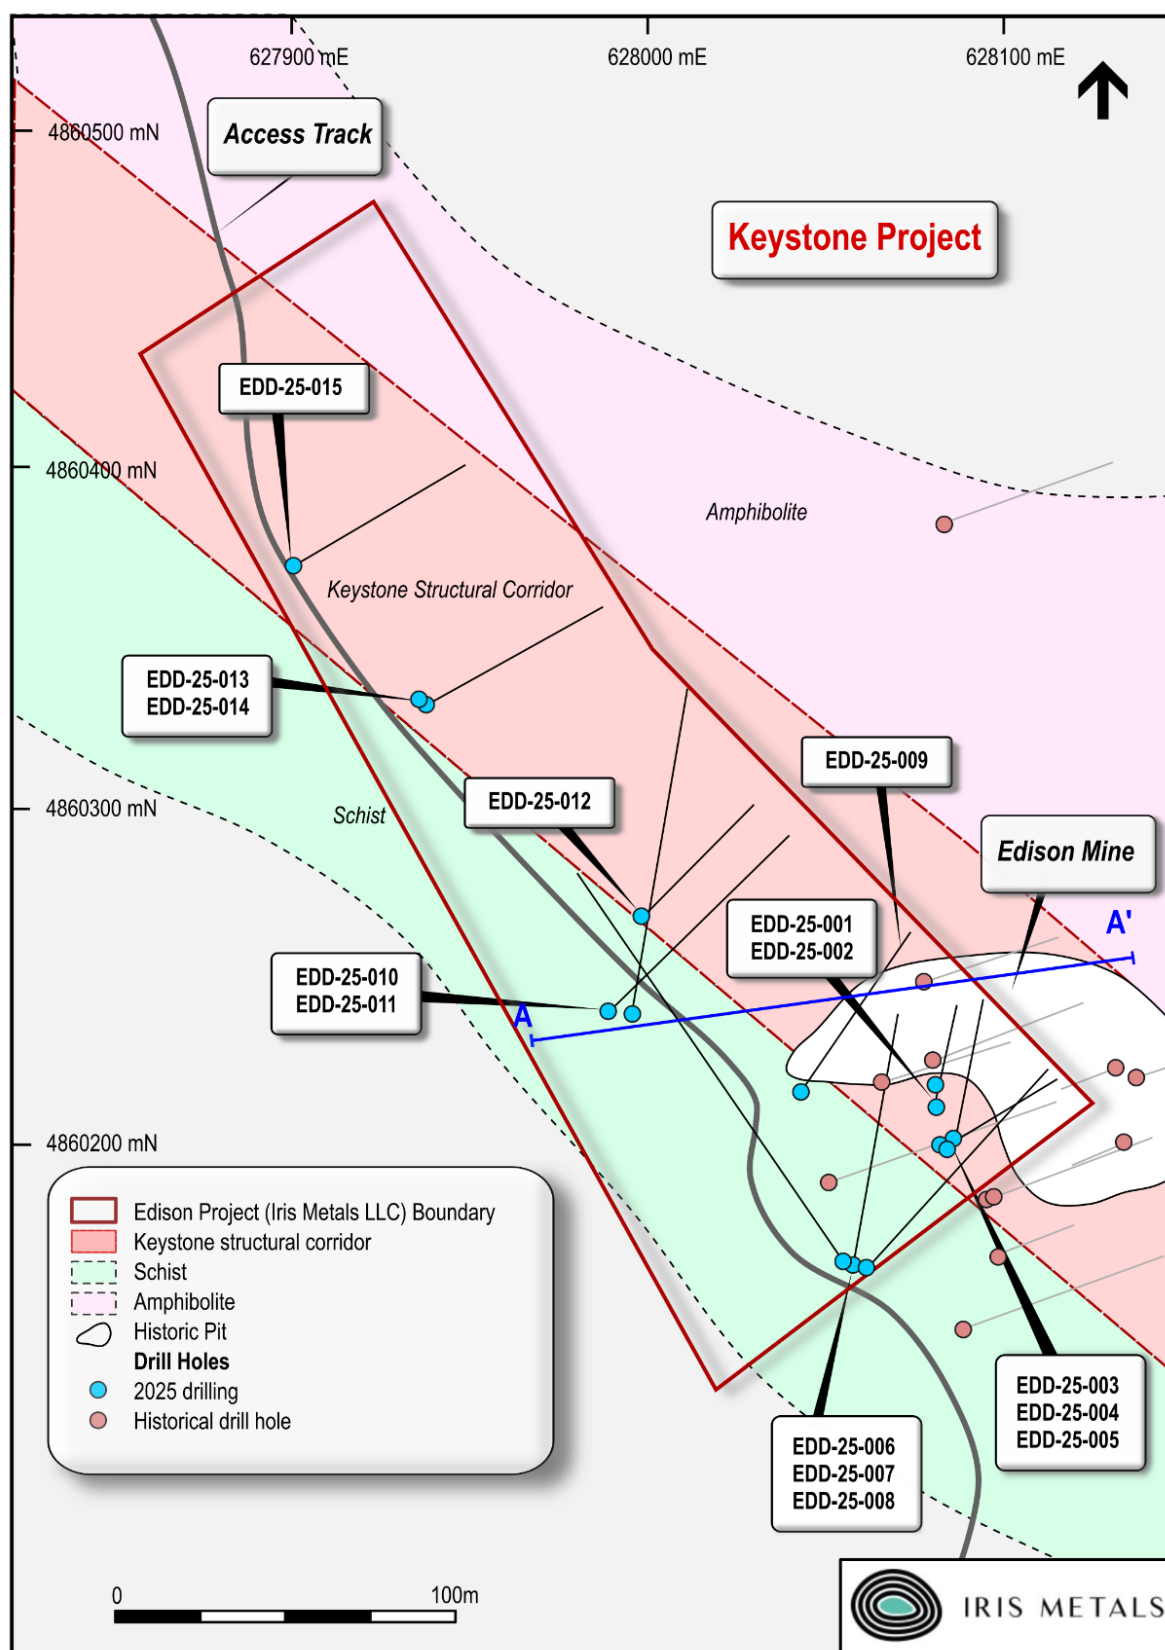 627900 mE
628000 mE
628100 mE
4860500 mN
Access Track
Keystone Project
EDD-25-015
4860400 mN
Amphibolite
Keystone Structural Corridor
EDD-25-013
EDD-25-014
EDD-25-009
EDD-25-012
4860300 mN
Schist
Edison Mine
EDD-25-001
EDD-25-002
A'
EDD-25-010
EDD-25-011
A
4860200 mN
Edison Project (Iris Metals LLC) Boundary
Keystone structural corridor
Schist
Amphibolite
Historic Pit
Drill Holes
2025 drilling
Historical drill hole
EDD-25-003
EDD-25-004
EDD-25-005
EDD-25-006
EDD-25-007
EDD-25-008
0
100m
IRIS METALS